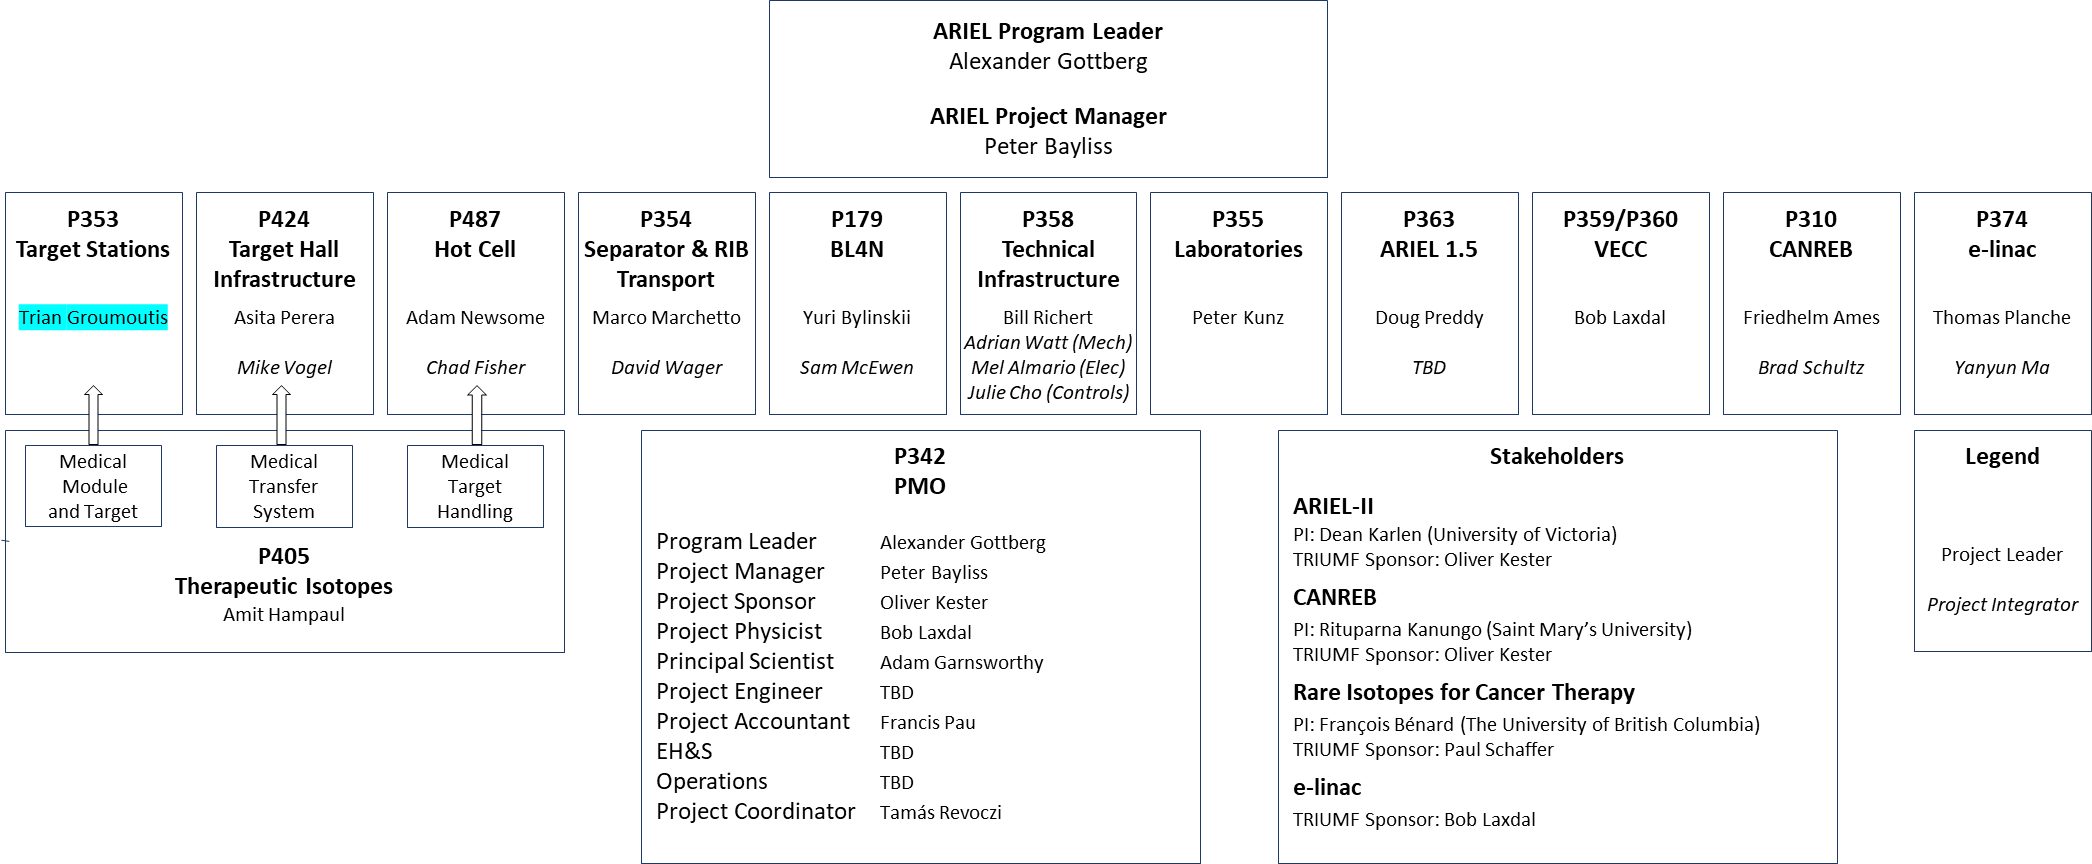 ARIEL Program Leader
Alexander Gottberg
ARIEL Project Manager
Peter Bayliss
P353
Target Stations
Trian Groumoutis
P424
Target Hall
Infrastructure
Asita Perera
Mike Vogel
P487
Hot Cell
Adam Newsome
Chad Fisher
P354
Separator & RIB
Transport
Marco Marchetto
David Wager
P179
BL4N
Yuri Bylinskii
Sam McEwen
P358
Technical
Infrastructure
Bill Richert
Adrian Watt (Mech)
Mel Almario (Elec)
Julie Cho (Controls)
P355
Laboratories
Peter Kunz
P363
ARIEL 1.5
Doug Preddy
TBD
P359/P360
VECC
Bob Laxdal
P310
CANREB
Friedhelm Ames
Brad Schultz
P374
e-linac
Thomas Planche
Yanyun Ma
Medical
Module
and Target
Medical
Transfer
System
Medical
Target
Handling
P405
Therapeutic Isotopes
Amit Hampaul
P342
PMO
Program Leader Alexander Gottberg
Project Manager Peter Bayliss
Project Sponsor Oliver Kester
Project Physicist Bob Laxdal
Principal Scientist Adam Garnsworthy
Project Engineer TBD
Project Accountant Francis Pau
EH&S TBD
Operations TBD
Project Coordinator Tamás Revoczi
Stakeholders
ARIEL-II
PI: Dean Karlen (University of Victoria)
TRIUMF Sponsor: Oliver Kester
CANREB
PI: Rituparna Kanungo (Saint Mary’s University)
TRIUMF Sponsor: Oliver Kester
Rare Isotopes for Cancer Therapy
PI: François Bénard (The University of British Columbia)
TRIUMF Sponsor: Paul Schaffer
e-linac
TRIUMF Sponsor: Bob Laxdal
Legend
Project Leader
Project Integrator